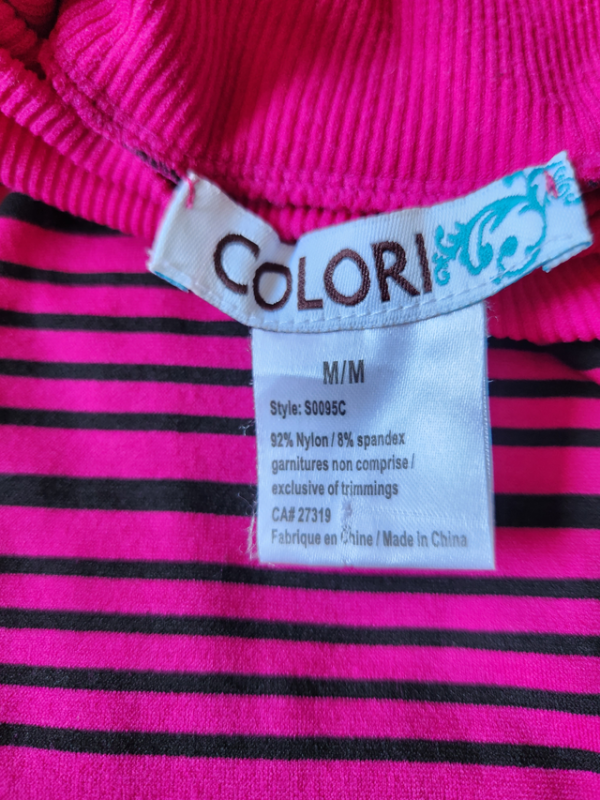 COLORI
M/M
Style: S0095C
92% Nylon / 8% spandex
garnitures non comprise /
exclusive of trimmings
CA# 27319
Fabrique en Chine / Made In China